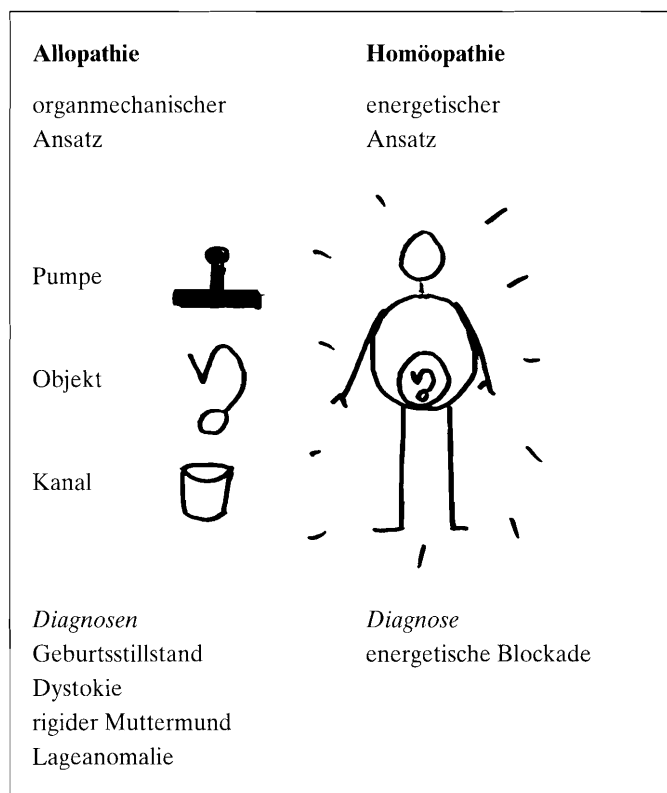 Allopathie
organmechanischer
Ansatz
Pumpe
Objekt
Kanal
Diagnosen
Geburtsstillstand
Dystokie
rigider Muttermund
Lageanomalie
Homöopathie
energetischer
Ansatz
Diagnose
energetische Blockade